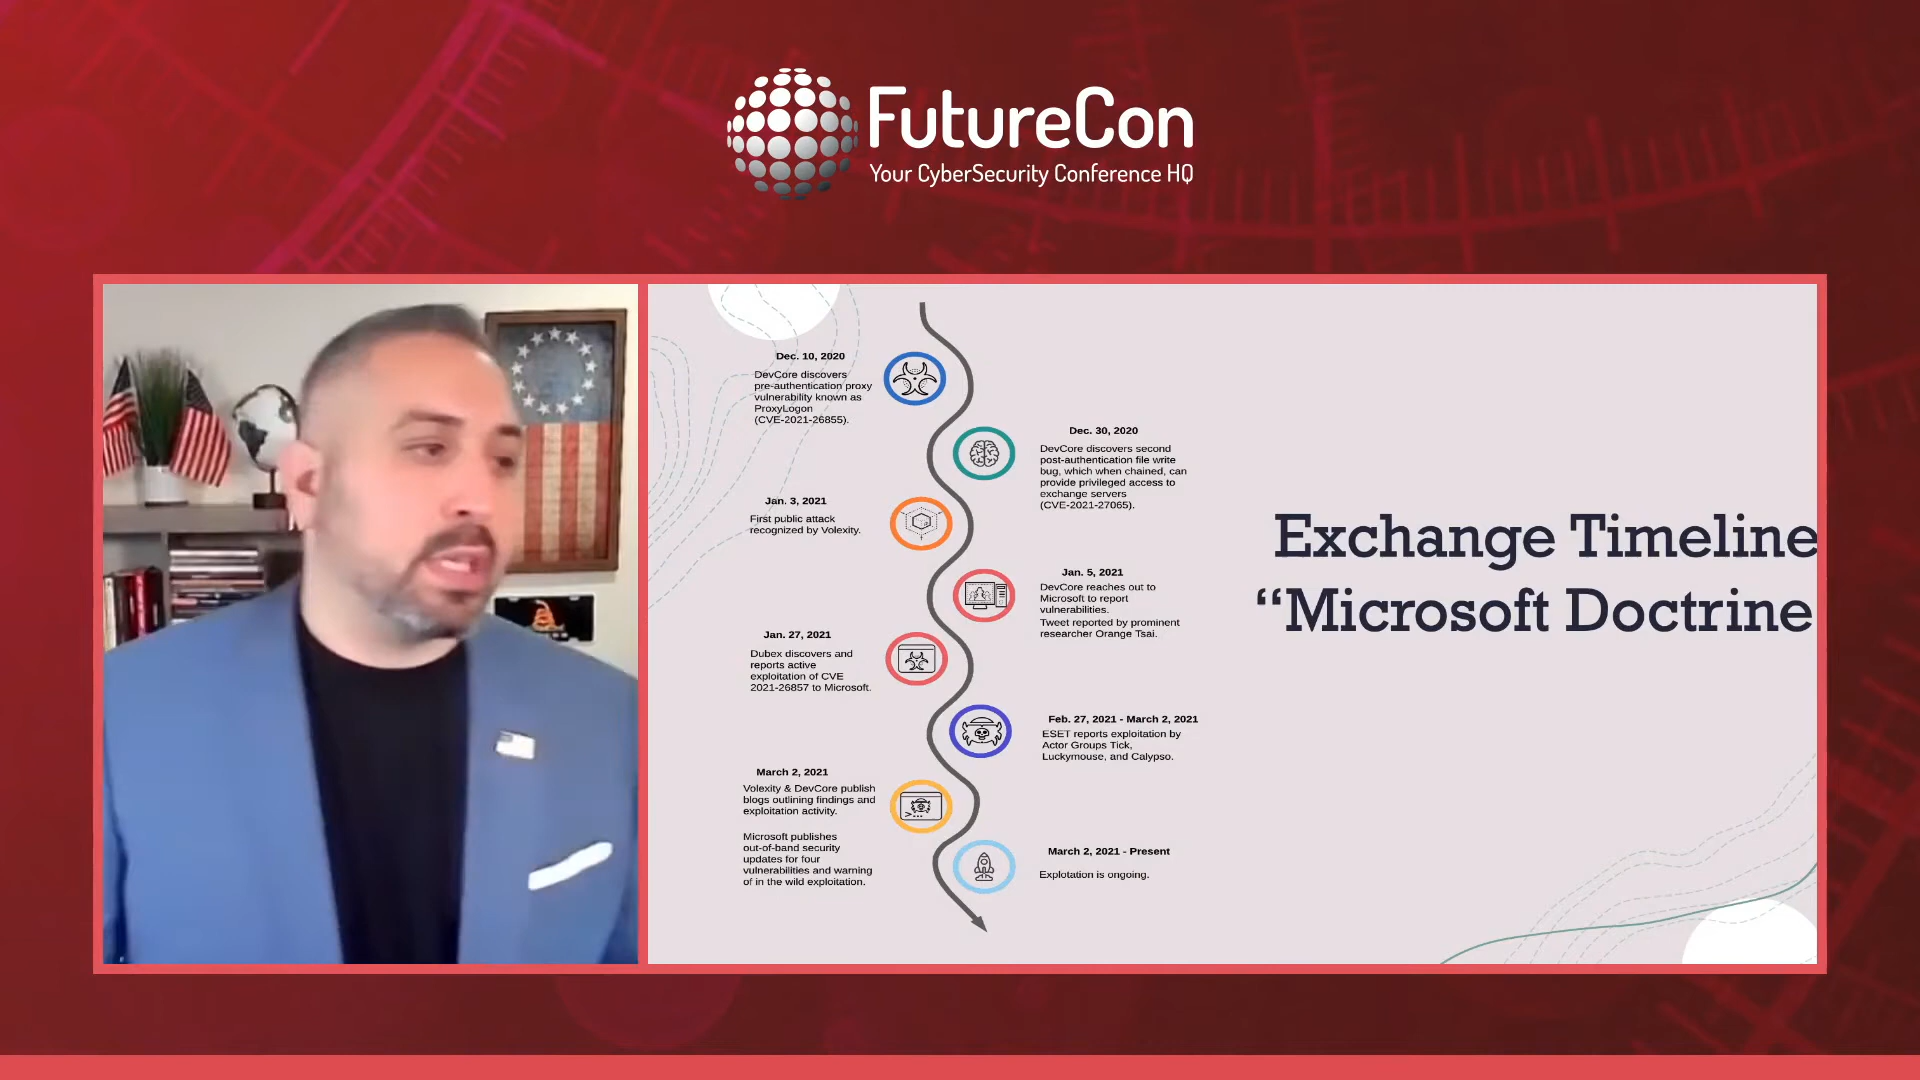 FutureCon
Your CyberSecurity Conference HQ
Dec. 10, 2020
DevCore discovers
pre-authentication proxy
vulnerability known as
ProxyLogon
(CVE-2021-26855).
Dec. 30, 2020
DevCore discovers second
post-authentication file write
bug, which when chained, can
provide privileged access to
exchange servers
(CVE-2021-27065).
Jan. 3, 2021
First public attack
recognized by Volexity.
Jan. 5, 2021
DevCore reaches out to
Microsoft to report
vulnerabilities.
Tweet reported by prominent
researcher Orange Tsai.
Jan. 27, 2021
Dubex discovers and
reports active
exploitation of CVE
2021-26857 to Microsoft.
Feb. 27, 2021 - March 2, 2021
ESET reports exploitation by
Actor Groups Tick,
Luckymouse, and Calypso.
March 2, 2021
Volexity & DevCore publish
blogs outlining findings and
exploitation activity.
Microsoft publishes
out-of-band security
updates for four
vulnerabilities and warning
of in the wild exploitation.
March 2, 2021 - Present
Explotation is ongoing.
Exchange Timeline
“Microsoft Doctrine